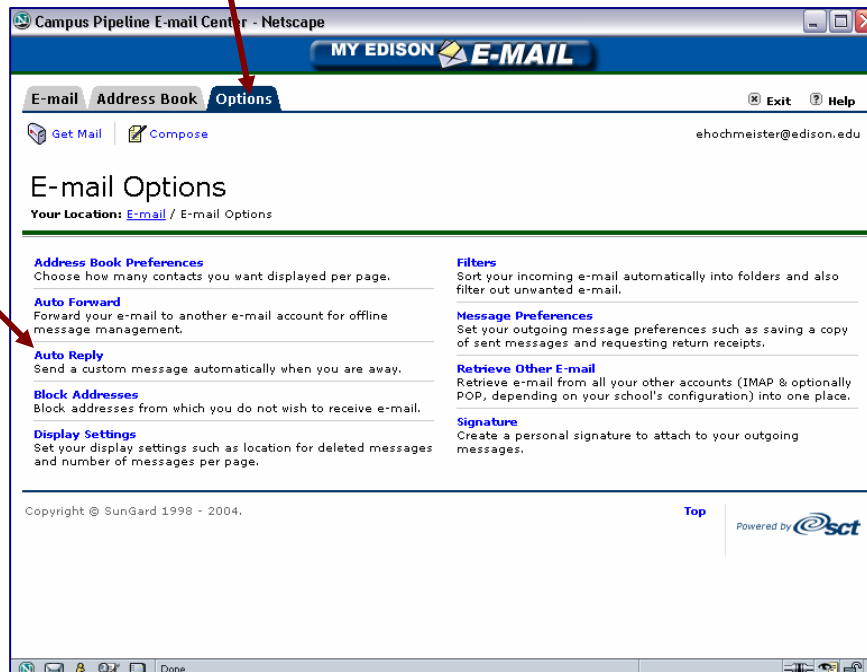 Campus Pipeline E-mail Center - Netscape
MY EDISON E-MAIL
E-mail Address Book Options
Exit Help
Get Mail Compose
ehochmeister@edison.edu
E-mail Options
Your Location: E-mail / E-mail Options
Address Book Preferences
Choose how many contacts you want displayed per page.
Auto Forward
Forward your e-mail to another e-mail account for offline
message management.
Auto Reply
Send a custom message automatically when you are away.
Block Addresses
Block addresses from which you do not wish to receive e-mail.
Display Settings
Set your display settings such as location for deleted messages
and number of messages per page.
Filters
Sort your incoming e-mail automatically into folders and also
filter out unwanted e-mail.
Message Preferences
Set your outgoing message preferences such as saving a copy
of sent messages and requesting return receipts.
Retrieve Other E-mail
Retrieve e-mail from all your other accounts (IMAP & optionally
POP, depending on your school's configuration) into one place.
Signature
Create a personal signature to attach to your outgoing
messages.
Copyright © SunGard 1998 - 2004.
Top
Powered by sct
Done